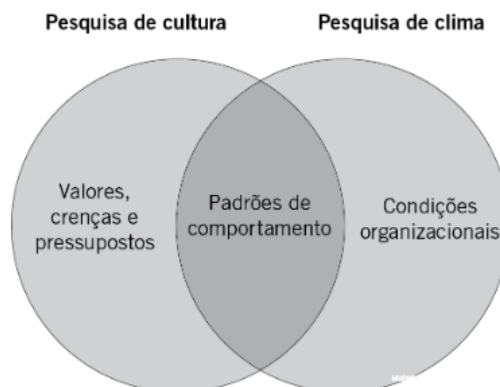 Pesquisa de cultura
Pesquisa de clima
Valores,
crenças e
pressupostos
Padrões de
comportamento
Condições
organizacionais